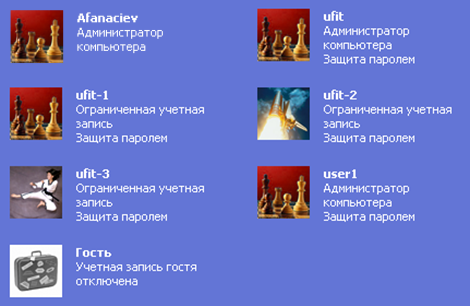 Afanaciev
Администратор
компьютера
ufit
Администратор
компьютера
Защита паролем
ufit-1
Ограниченная учетная
запись
Защита паролем
ufit-2
Ограниченная учетная
запись
Защита паролем
ufit-3
Ограниченная учетная
запись
Защита паролем
user1
Администратор
компьютера
Защита паролем
Гость
Учетная запись гостя
отключена